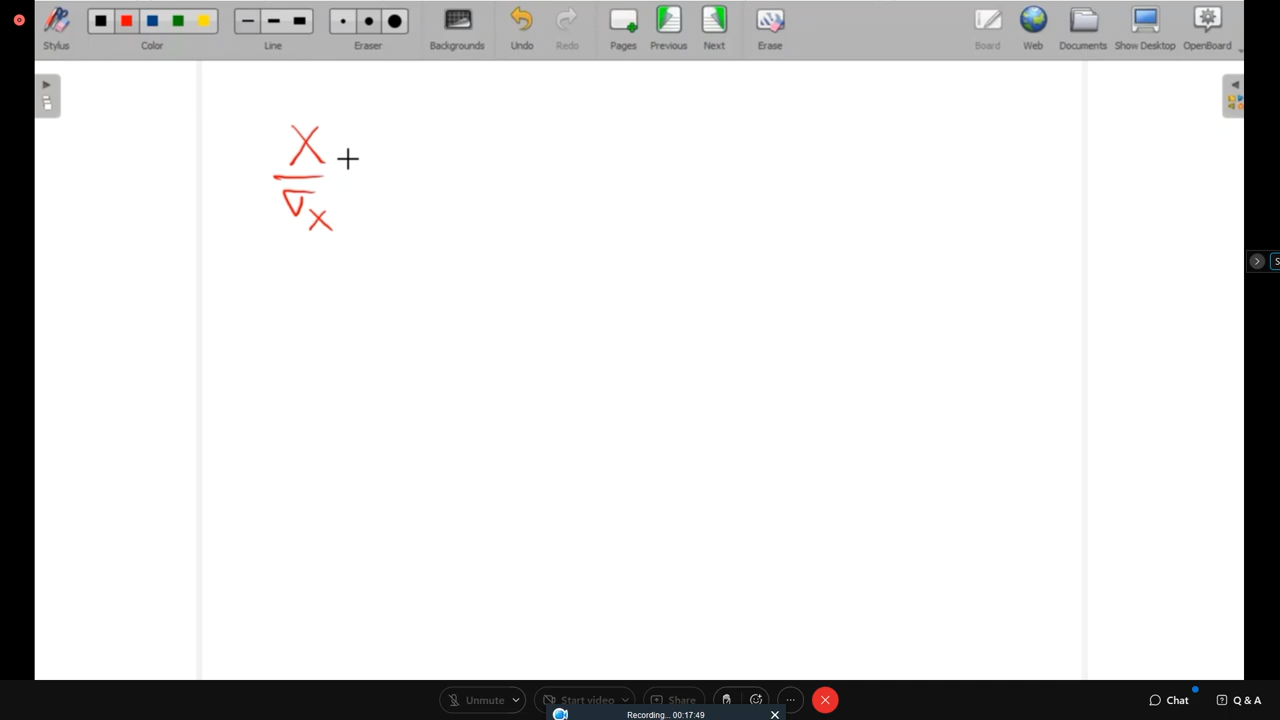 Stylus Color Line Eraser Backgrounds Undo Redo Pages Previous Next Erase Board Web Documents Show Desktop OpenBoard
X
σx
S
Unmute Start video Share Chat Q & A
Recording... 00:17:49